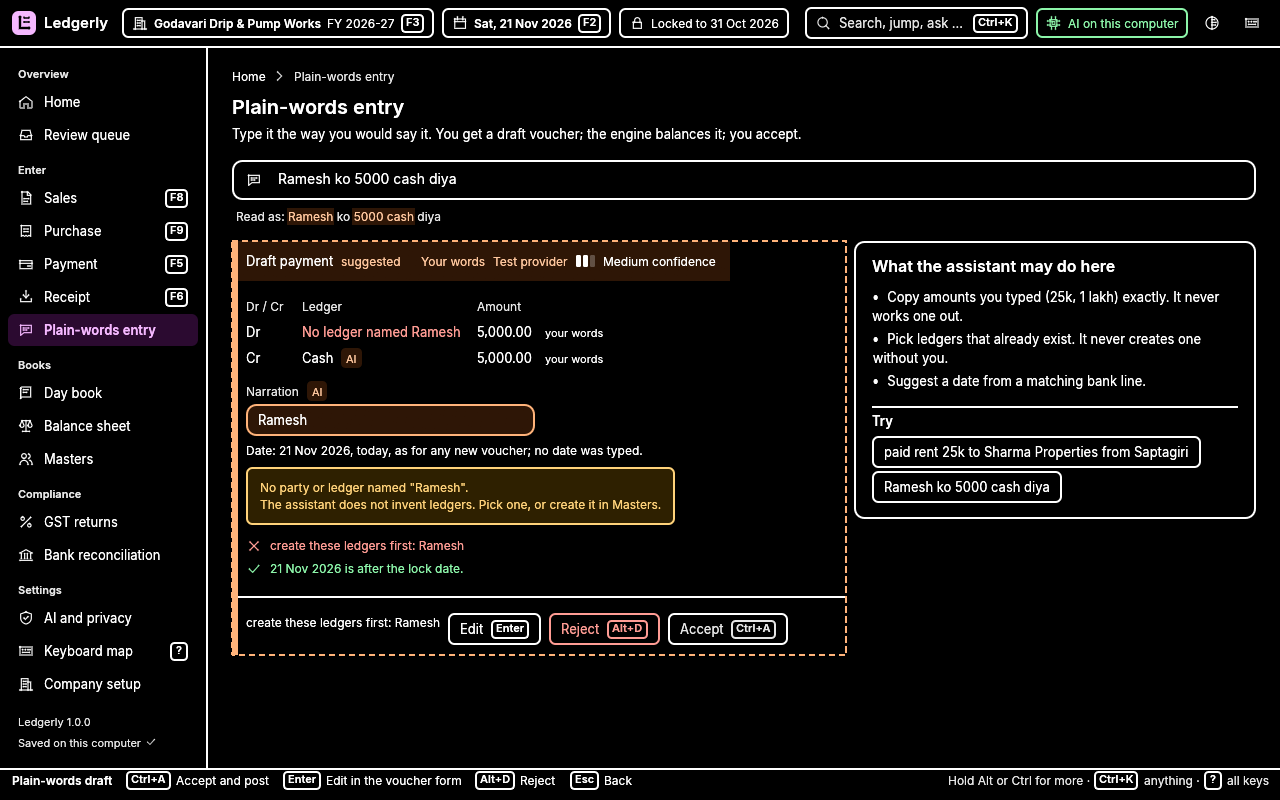 Ledgerly
Godavari Drip & Pump Works FY 2026-27 F3
Sat, 21 Nov 2026 F2
Locked to 31 Oct 2026
Search, jump, ask ... Ctrl+K
AI on this computer
Overview
Home
Review queue
Enter
Sales F8
Purchase F9
Payment F5
Receipt F6
Plain-words entry
Books
Day book
Balance sheet
Masters
Compliance
GST returns
Bank reconciliation
Settings
AI and privacy
Keyboard map ?
Company setup
Ledgerly 1.0.0
Saved on this computer
Home > Plain-words entry
Plain-words entry
Type it the way you would say it. You get a draft voucher; the engine balances it; you accept.
Ramesh ko 5000 cash diya
Read as: Ramesh ko 5000 cash diya
Draft payment suggested Your words Test provider Medium confidence
Dr / Cr Ledger Amount
Dr No ledger named Ramesh 5,000.00 your words
Cr Cash AI 5,000.00 your words
Narration AI
Ramesh
Date: 21 Nov 2026, today, as for any new voucher; no date was typed.
No party or ledger named "Ramesh".
The assistant does not invent ledgers. Pick one, or create it in Masters.
create these ledgers first: Ramesh
21 Nov 2026 is after the lock date.
create these ledgers first: Ramesh Edit Enter Reject Alt+D Accept Ctrl+A
What the assistant may do here
• Copy amounts you typed (25k, 1 lakh) exactly. It never
works one out.
• Pick ledgers that already exist. It never creates one
without you.
• Suggest a date from a matching bank line.
Try
paid rent 25k to Sharma Properties from Saptagiri
Ramesh ko 5000 cash diya
Plain-words draft Ctrl+A Accept and post Enter Edit in the voucher form Alt+D Reject Esc Back
Hold Alt or Ctrl for more · Ctrl+K anything · ? all keys